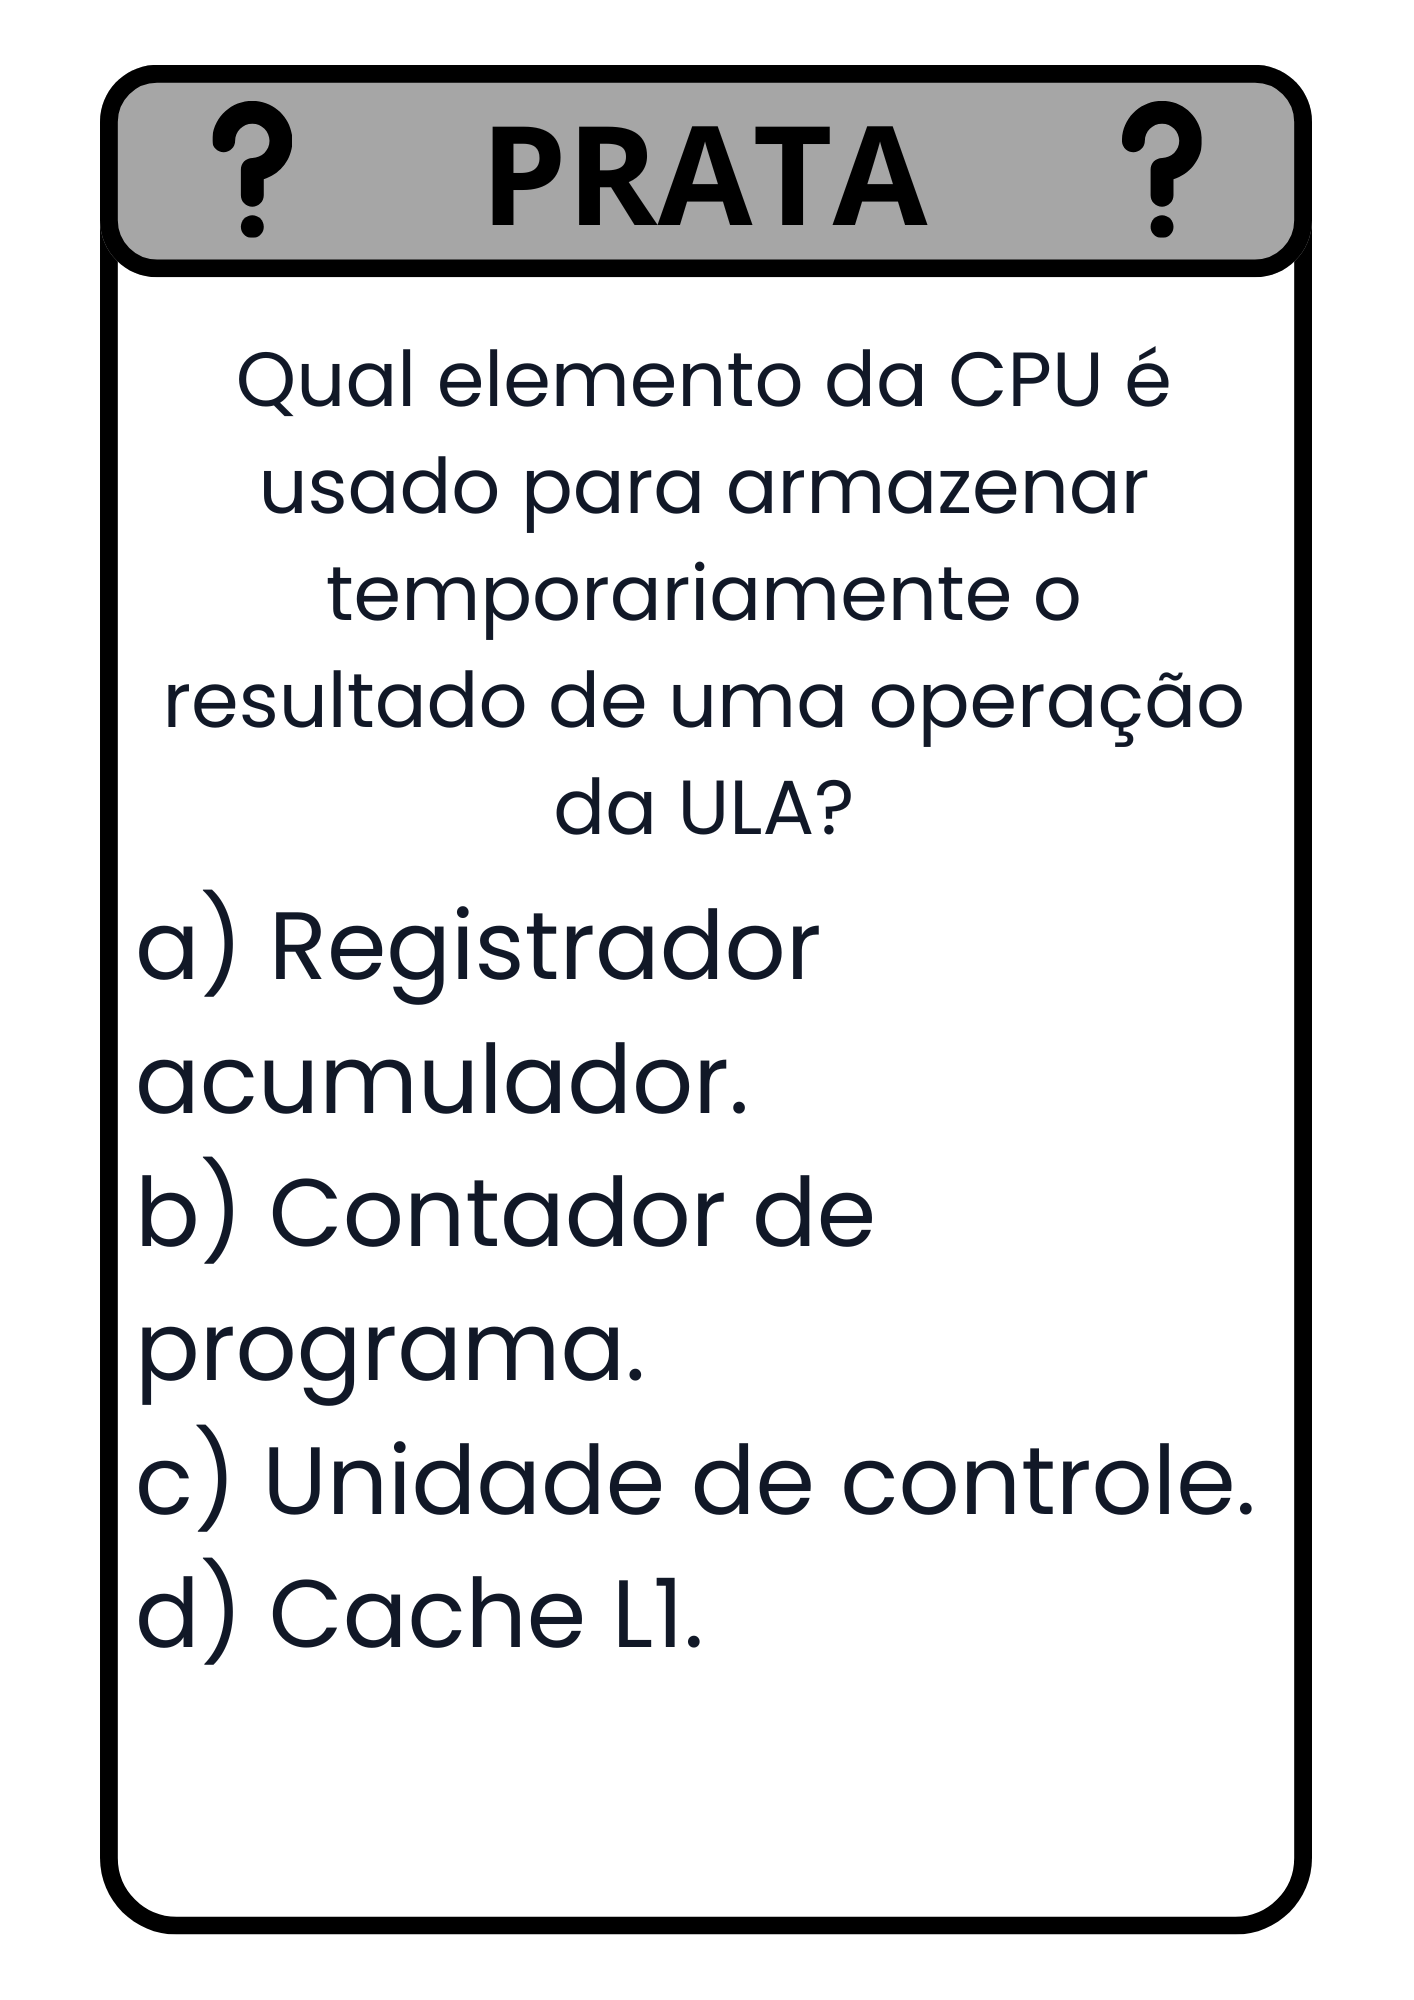 ? PRATA ?
Qual elemento da CPU é
usado para armazenar
temporariamente o
resultado de uma operação
da ULA?
a) Registrador
acumulador.
b) Contador de
programa.
c) Unidade de controle.
d) Cache L1.